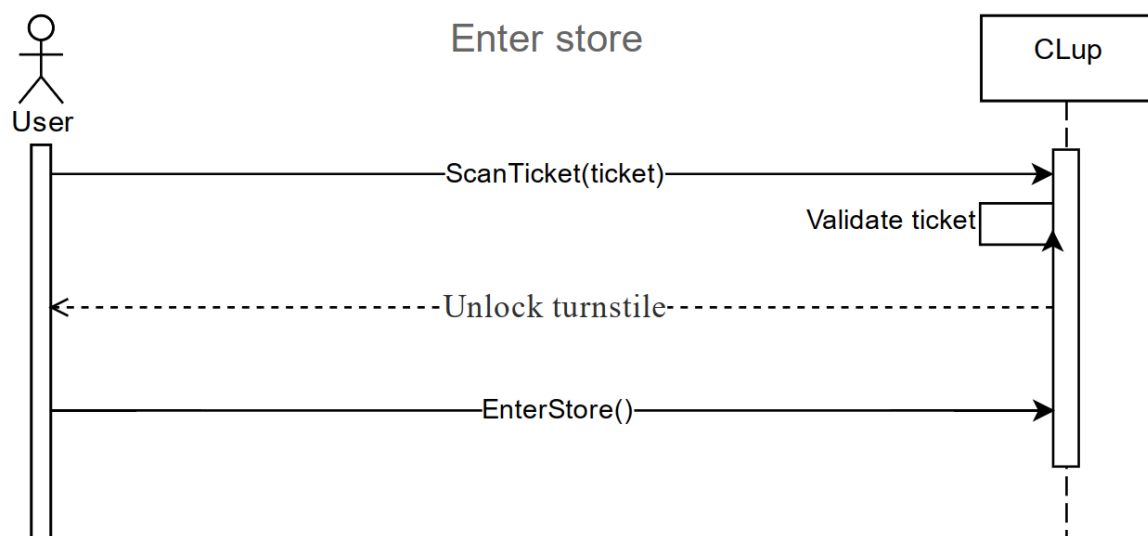 Enter store
CLup
User
ScanTicket(ticket)
Validate ticket
Unlock turnstile
EnterStore()